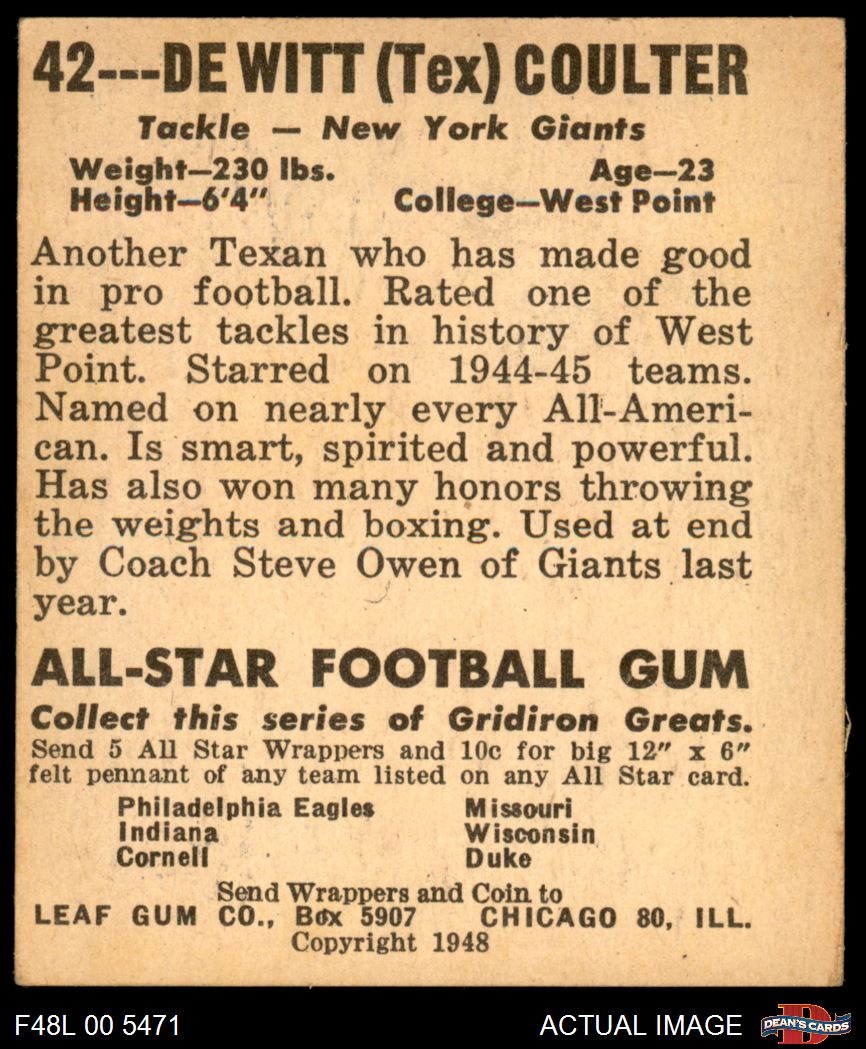 42---DE WITT (Tex) COULTER
Tackle — New York Giants
Weight—230 lbs. Age—23
Height—6'4" College—West Point
Another Texan who has made good
in pro football. Rated one of the
greatest tackles in history of West
Point. Starred on 1944-45 teams.
Named on nearly every All-Ameri-
can. Is smart, spirited and powerful.
Has also won many honors throwing
the weights and boxing. Used at end
by Coach Steve Owen of Giants last
year.
ALL-STAR FOOTBALL GUM
Collect this series of Gridiron Greats.
Send 5 All Star Wrappers and 10c for big 12" x 6"
felt pennant of any team listed on any All Star card.
Philadelphia Eagles Missouri
Indiana Wisconsin
Cornell Duke
Send Wrappers and Coin to
LEAF GUM CO., Box 5907 CHICAGO 80, ILL.
Copyright 1948
F48L 00 5471 ACTUAL IMAGE D DEAN'S CARDS